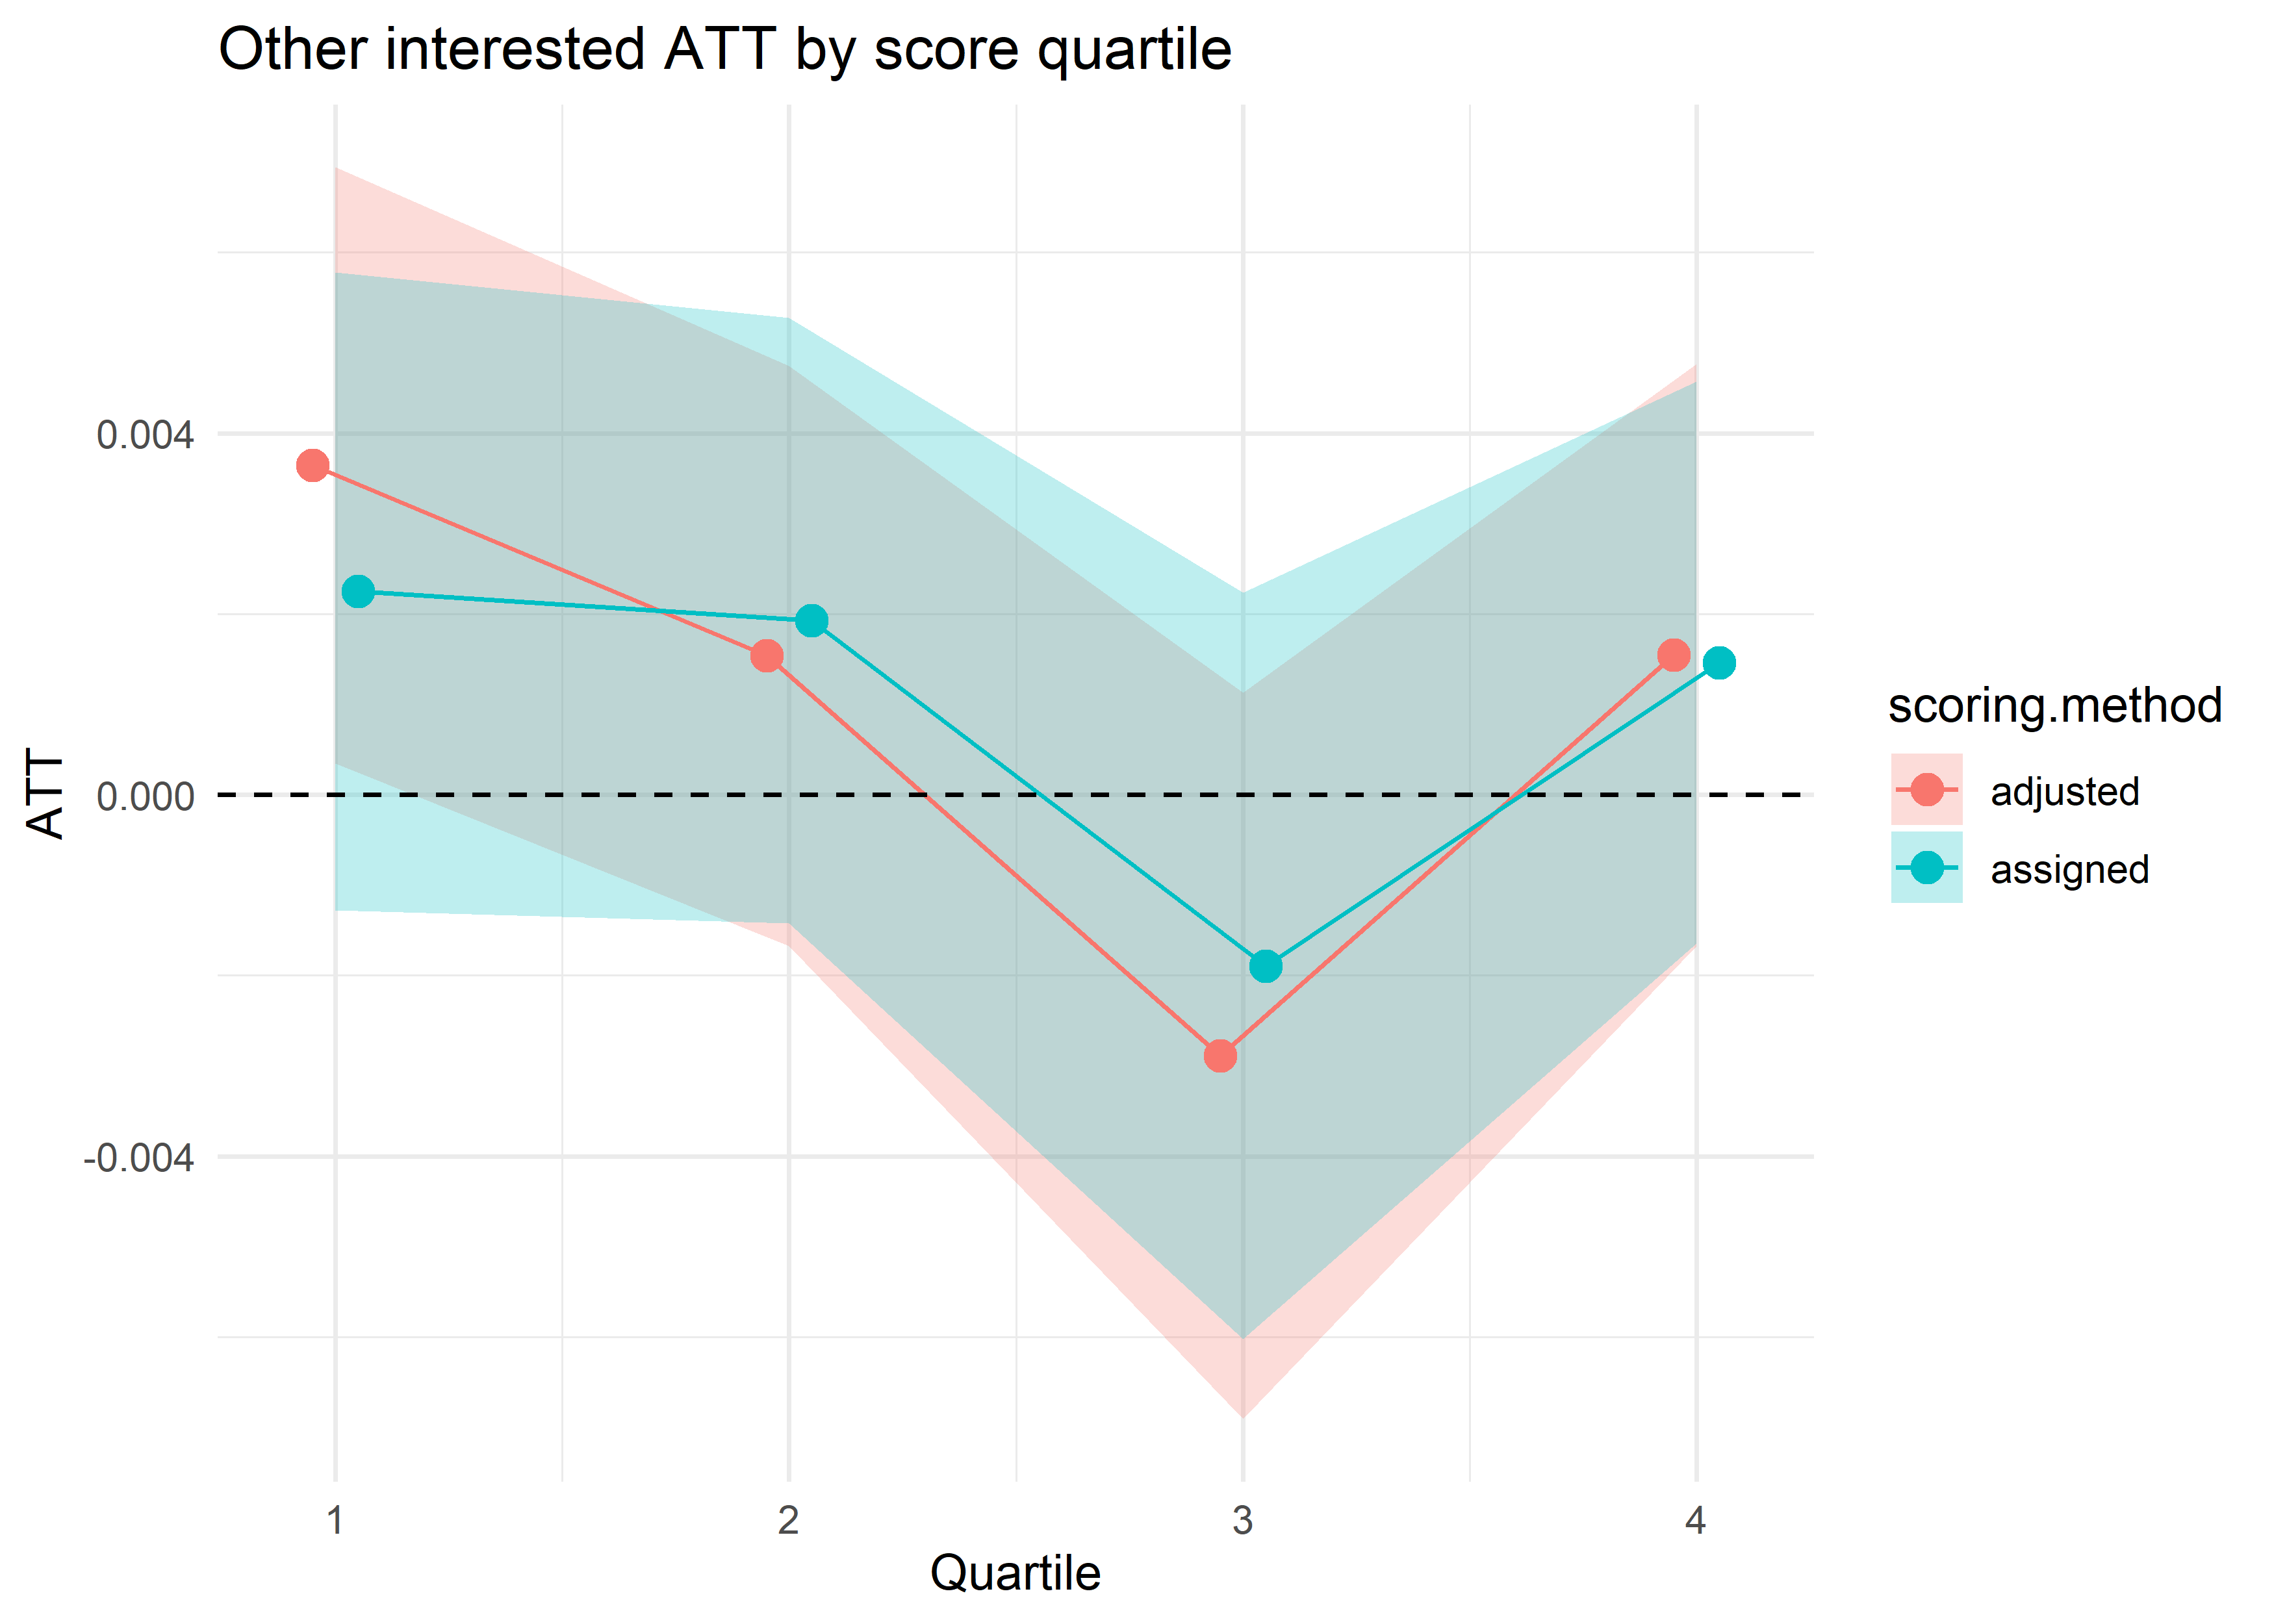 Other interested ATT by score quartile
ATT
0.004
0.000
-0.004
1 2 3 4
Quartile
scoring.method
adjusted
assigned